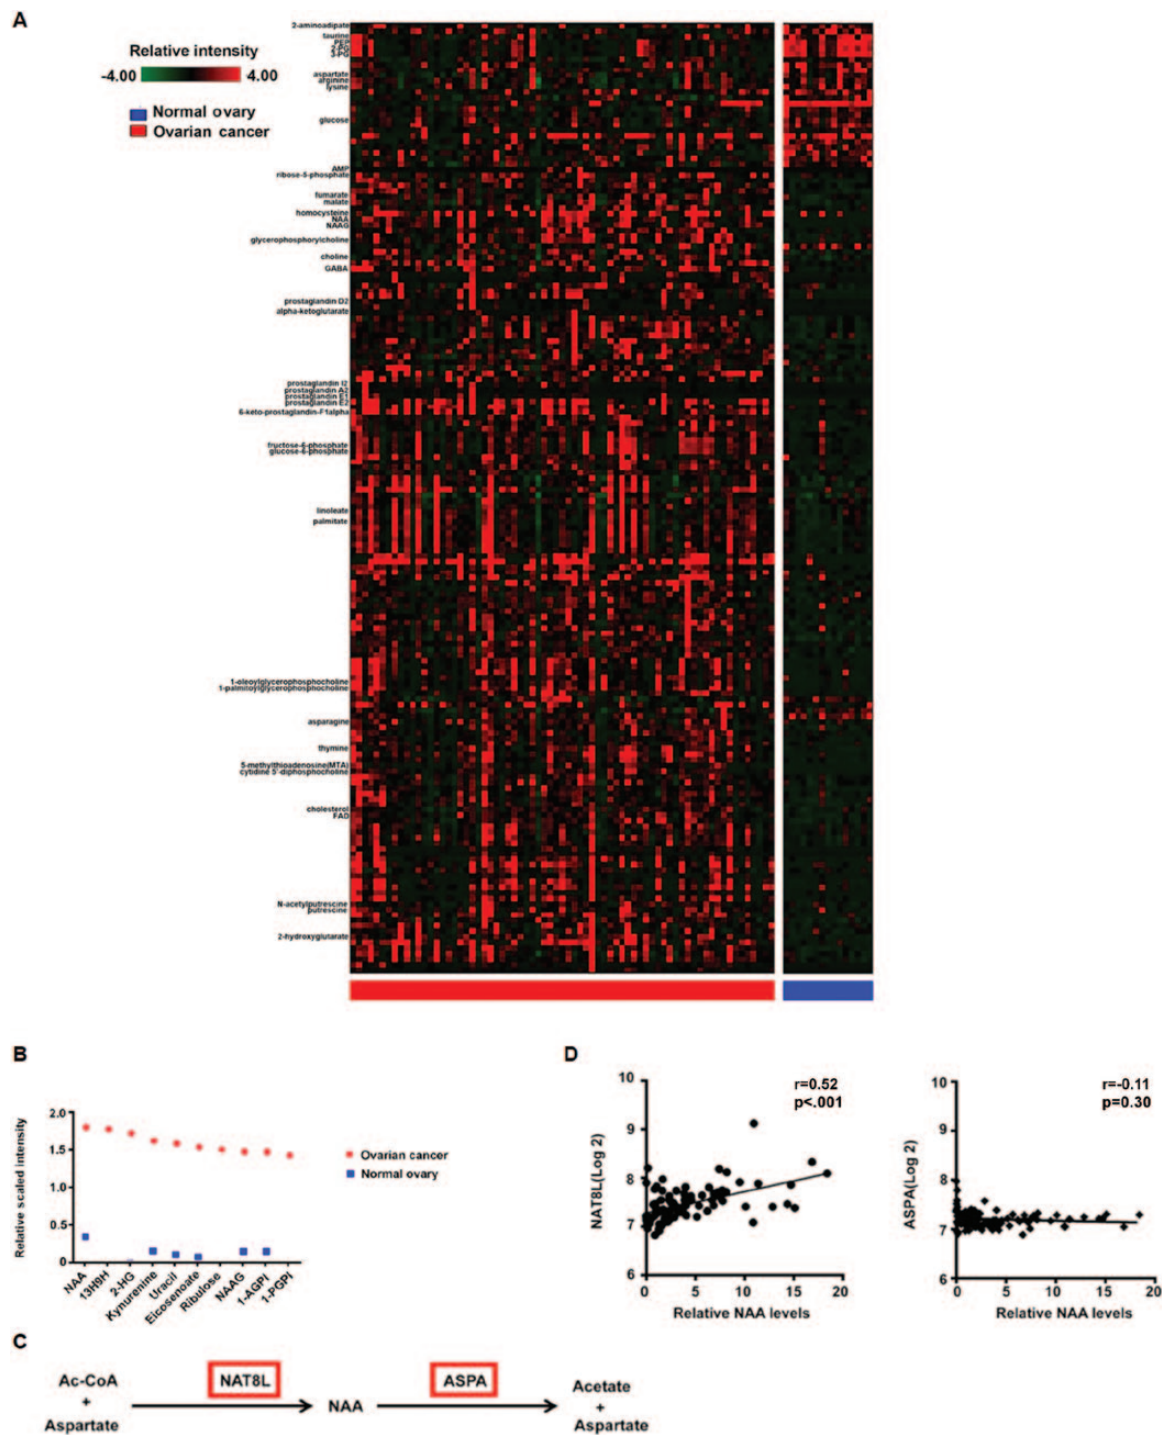 A
Relative intensity
-4.00
4.00
Normal ovary
Ovarian cancer
2-aminoadipate
taurine
PEP
2-PG
3-PG
aspartate
arginine
lysine
glucose
AMP
ribose-5-phosphate
fumarate
malate
homocysteine
NAA
NAAG
glycerophosphorylcholine
choline
GABA
prostaglandin D2
alpha-ketoglutarate
prostaglandin I2
prostaglandin A2
prostaglandin E1
prostaglandin E2
6-keto-prostaglandin-F1alpha
fructose-6-phosphate
glucose-6-phosphate
linoleate
palmitate
1-oleoylglycerophosphocholine
1-palmitoylglycerophosphocholine
asparagine
thymine
5-methylthioadenosine(MTA)
cytidine 5'-diphosphocholine
cholesterol
FAD
N-acetylputrescine
putrescine
2-hydroxyglutarate
B
Relative scaled intensity
2.0
1.5
1.0
0.5
0
NAA
13H9H
2-HG
Kynurenine
Uracil
Eicosenoate
Ribulose
NAAG
1-AGPI
1-PGPI
Ovarian cancer
Normal ovary
D
NAT8L(Log 2)
10
9
8
7
6
0
5
10
15
20
Relative NAA levels
r=0.52
p<.001
ASPA(Log 2)
10
9
8
7
6
0
5
10
15
20
Relative NAA levels
r=-0.11
p=0.30
C
Ac-CoA
+
Aspartate
NAT8L
NAA
ASPA
Acetate
+
Aspartate